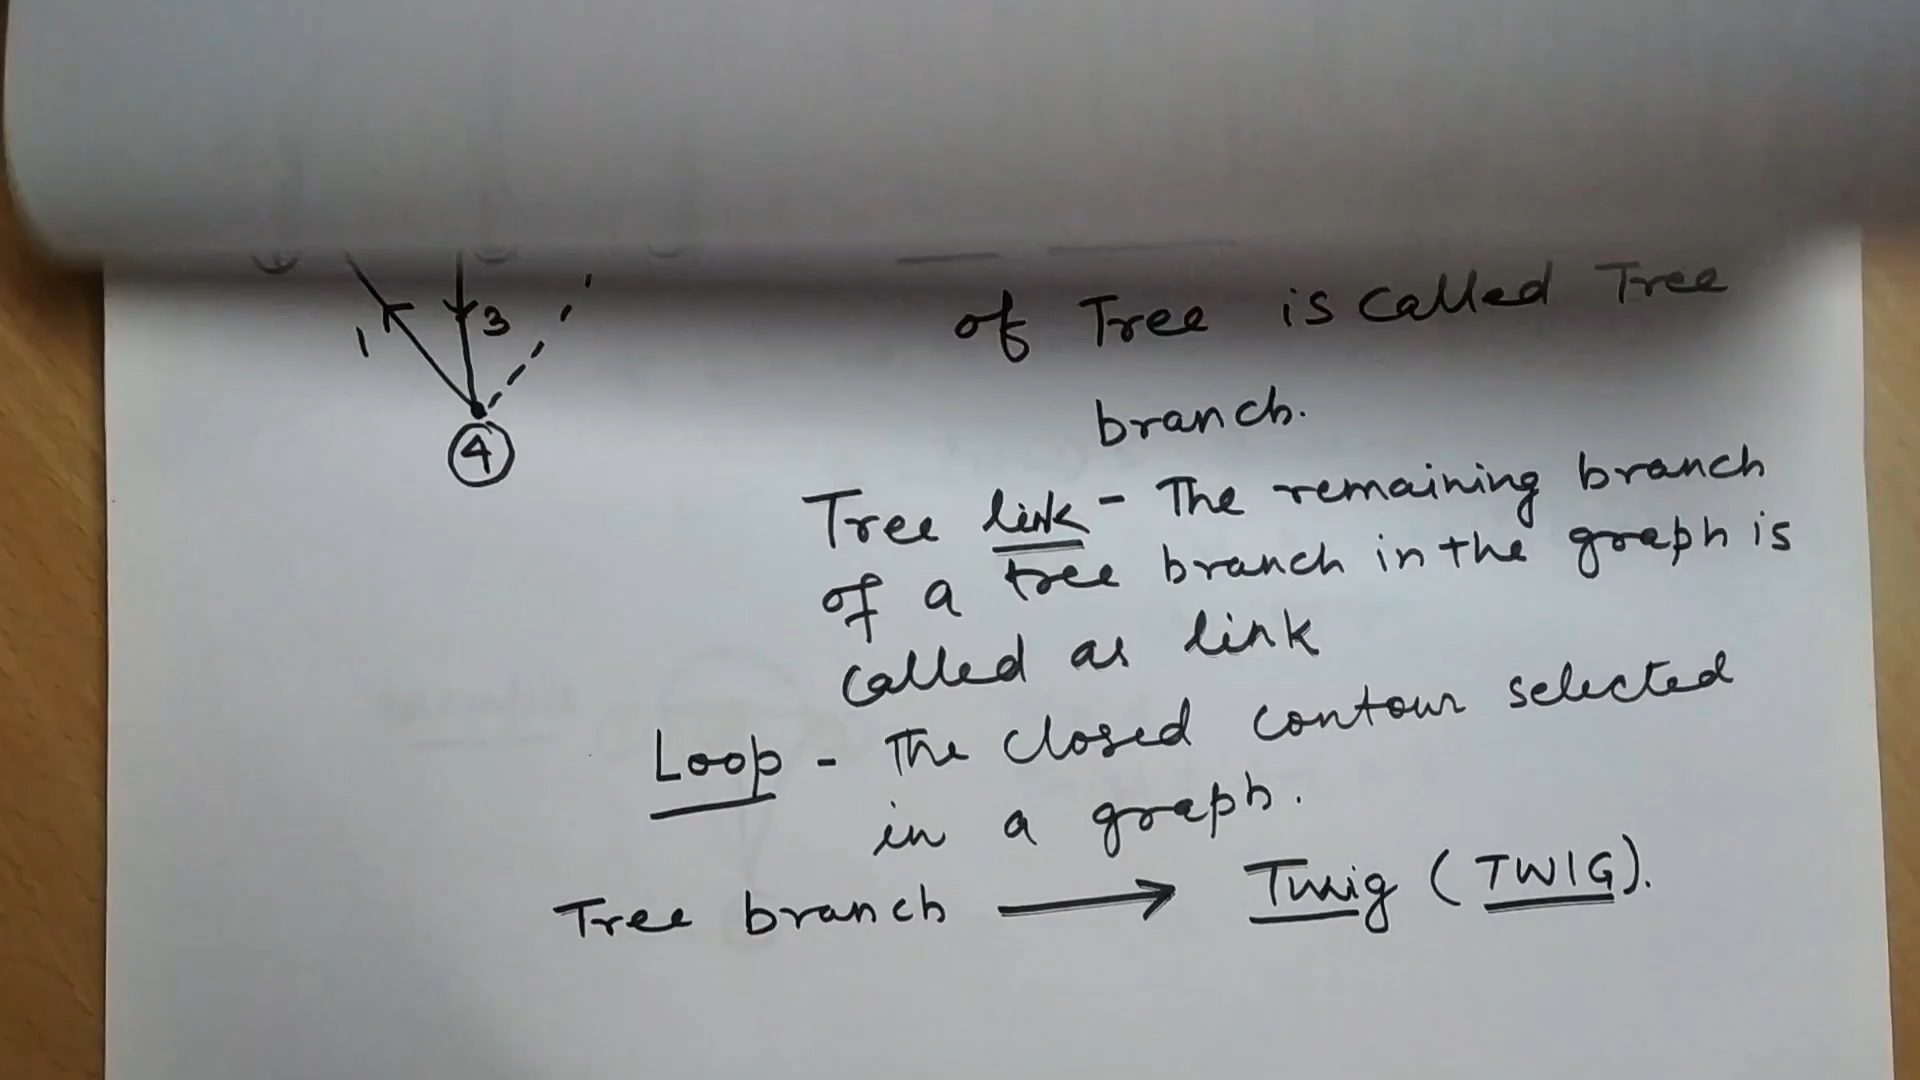 1
3
4
of Tree is called Tree
branch.
Tree link - The remaining branch
of a tree branch in the graph is
called as link
Loop - The closed contour selected
in a graph.
Tree branch → Twig (TWIG).